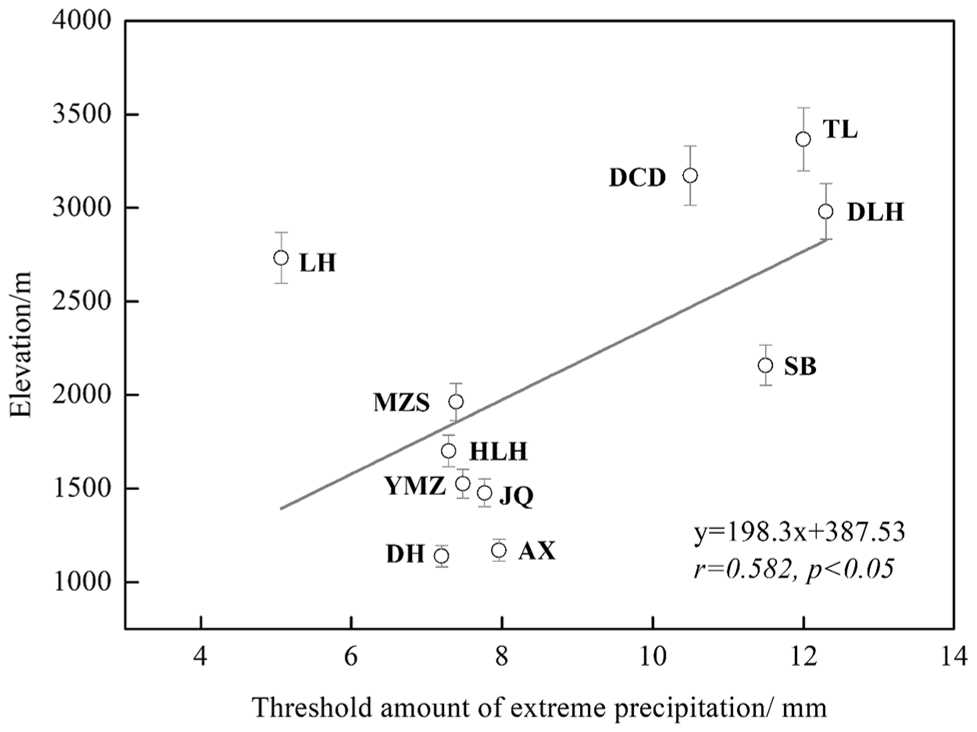 4000
3500
3000
2500
2000
1500
1000
Elevation/m
TL
DCD
DLH
LH
SB
MZS
HLH
YMZ
JQ
DH
AX
y=198.3x+387.53
r=0.582, p<0.05
4
6
8
10
12
14
Threshold amount of extreme precipitation/ mm